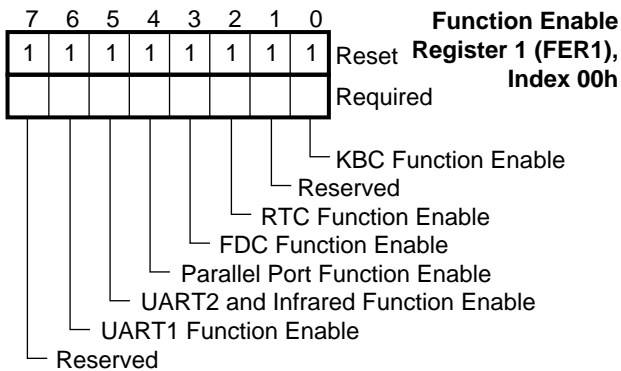 7 6 5 4 3 2 1 0
Function Enable
Register 1 (FER1),
Index 00h
1 1 1 1 1 1 1 1 Reset
Required
KBC Function Enable
Reserved
RTC Function Enable
FDC Function Enable
Parallel Port Function Enable
UART2 and Infrared Function Enable
UART1 Function Enable
Reserved